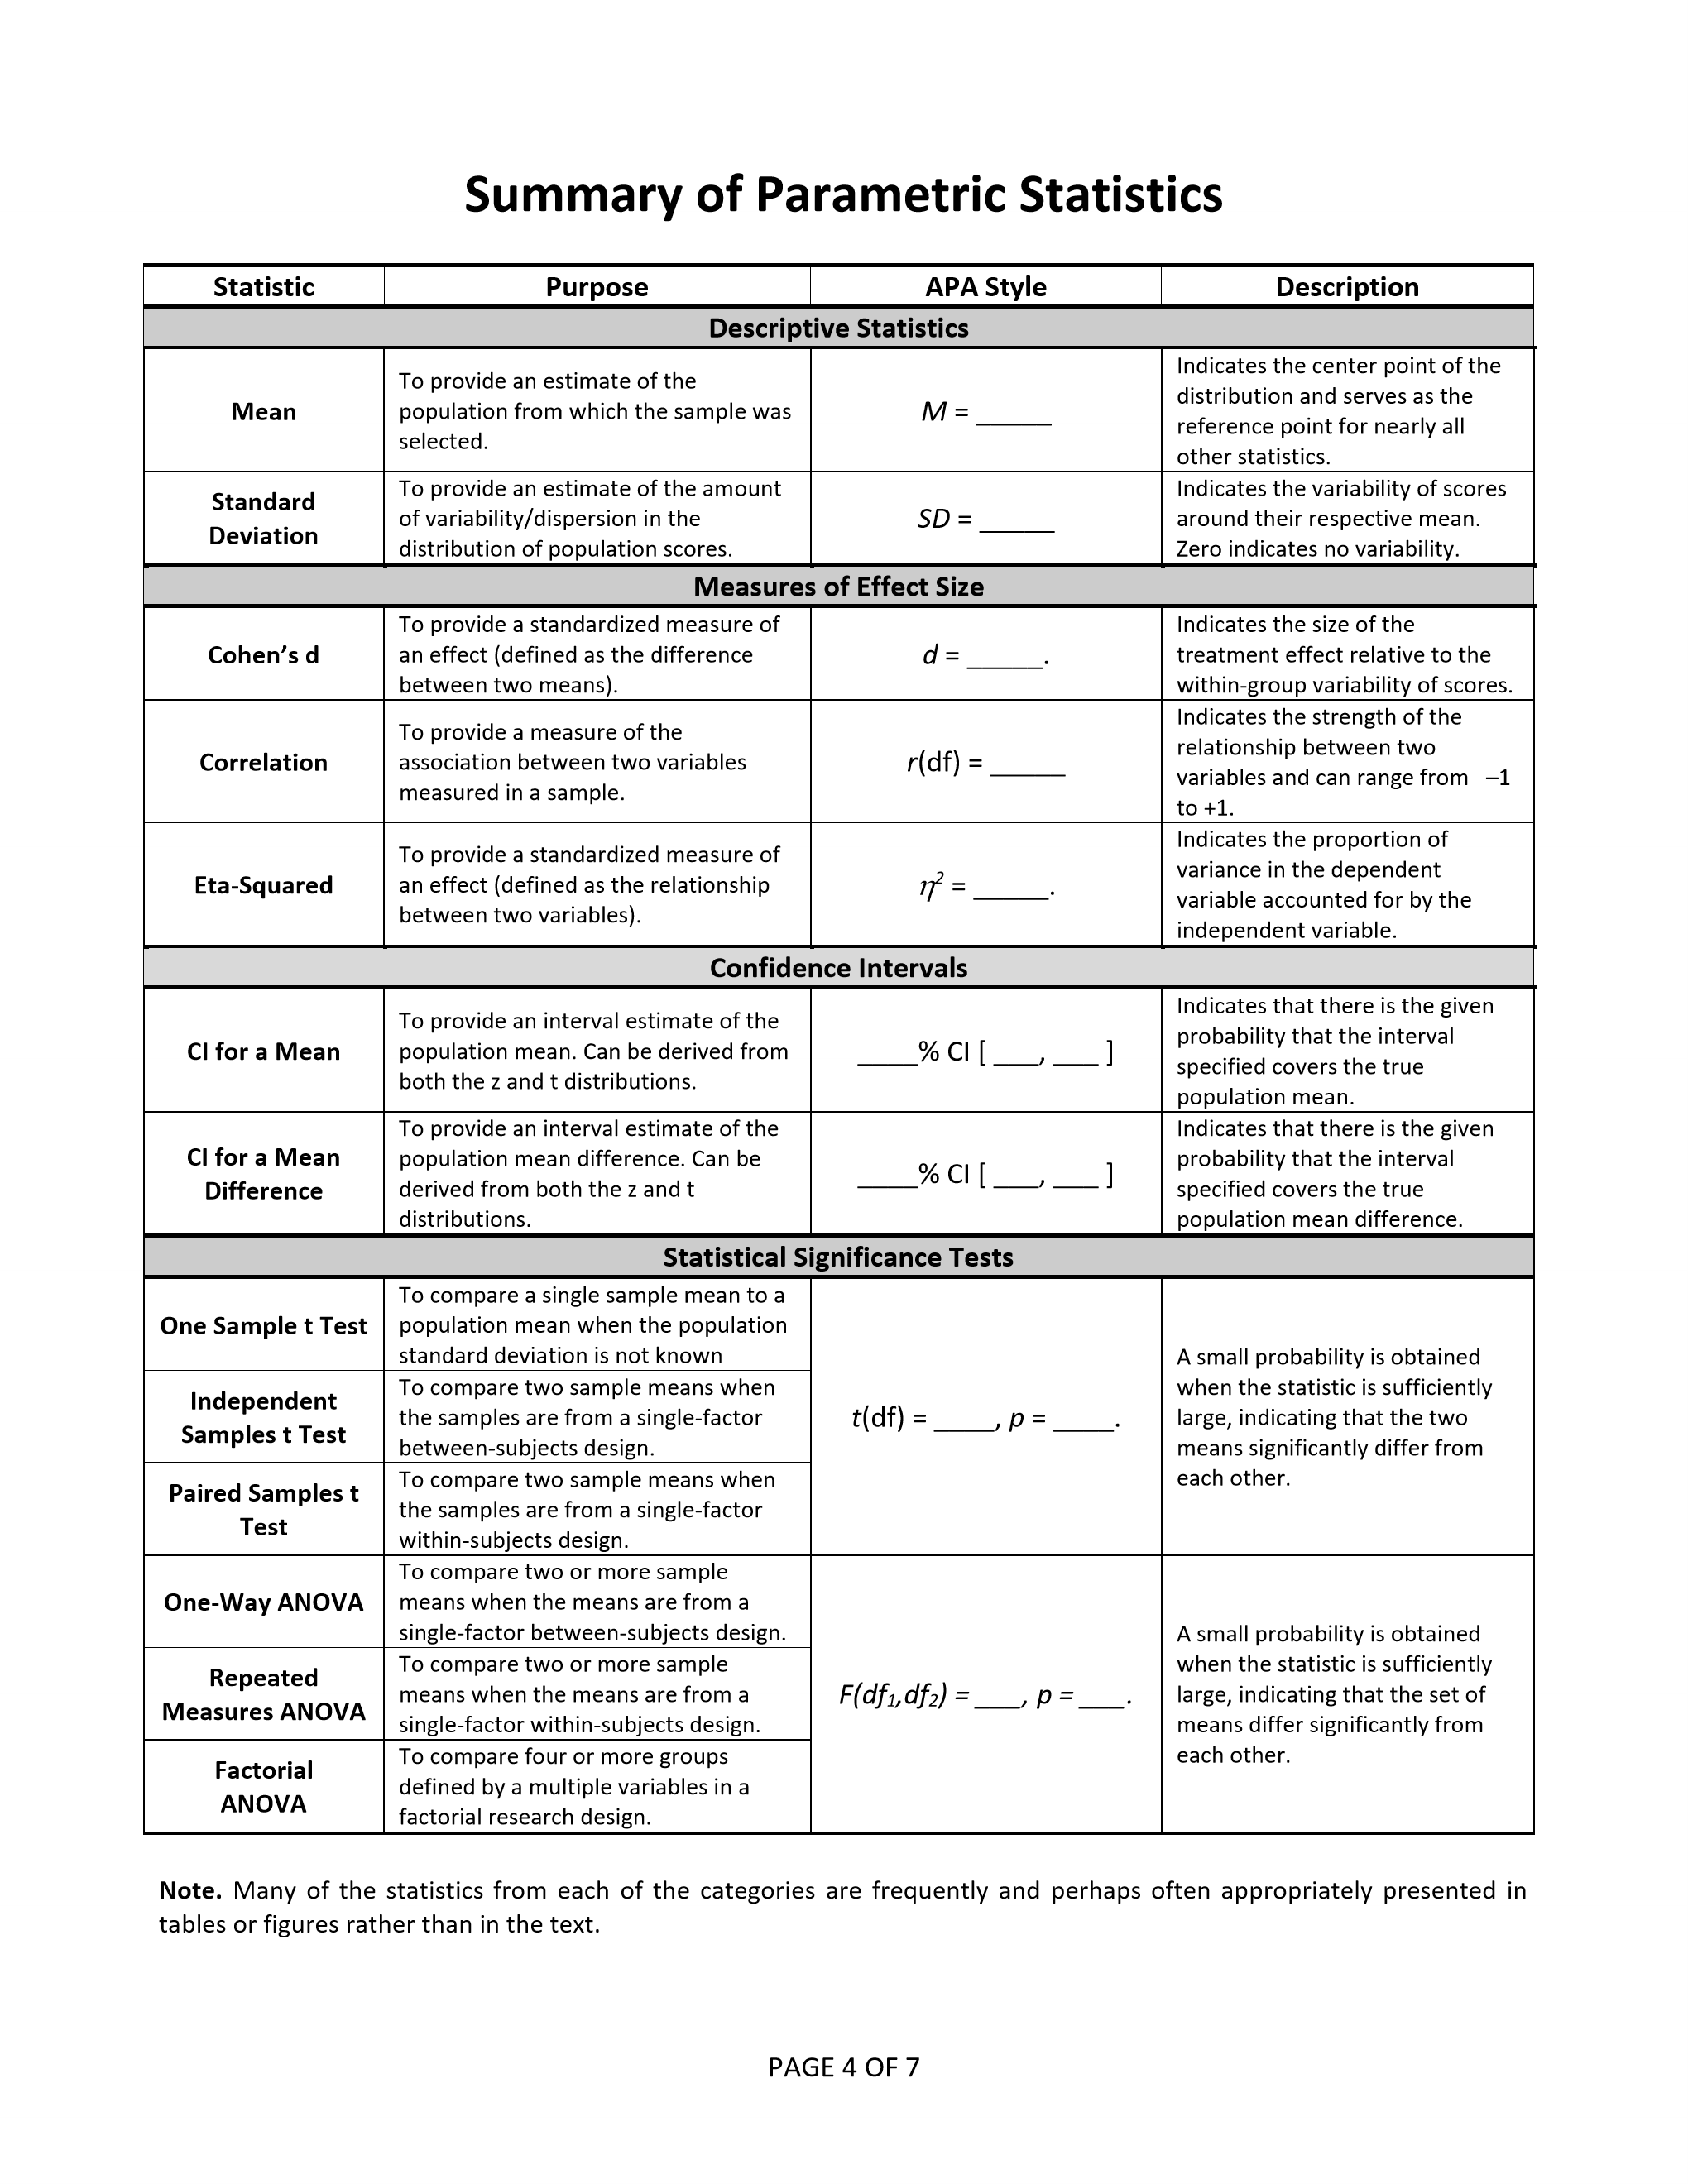 Summary of Parametric Statistics
Statistic
Purpose
APA Style
Description
Descriptive Statistics
Mean
To provide an estimate of the
population from which the sample was
selected.
M = _____
Indicates the center point of the
distribution and serves as the
reference point for nearly all
other statistics.
Standard
Deviation
To provide an estimate of the amount
of variability/dispersion in the
distribution of population scores.
SD = _____
Indicates the variability of scores
around their respective mean.
Zero indicates no variability.
Measures of Effect Size
Cohen’s d
To provide a standardized measure of
an effect (defined as the difference
between two means).
d = _____.
Indicates the size of the
treatment effect relative to the
within-group variability of scores.
Correlation
To provide a measure of the
association between two variables
measured in a sample.
r(df) = _____
Indicates the strength of the
relationship between two
variables and can range from –1
to +1.
Eta-Squared
To provide a standardized measure of
an effect (defined as the relationship
between two variables).
η² = _____.
Indicates the proportion of
variance in the dependent
variable accounted for by the
independent variable.
Confidence Intervals
CI for a Mean
To provide an interval estimate of the
population mean. Can be derived from
both the z and t distributions.
____% CI [ ___, ___ ]
Indicates that there is the given
probability that the interval
specified covers the true
population mean.
CI for a Mean
Difference
To provide an interval estimate of the
population mean difference. Can be
derived from both the z and t
distributions.
____% CI [ ___, ___ ]
Indicates that there is the given
probability that the interval
specified covers the true
population mean difference.
Statistical Significance Tests
One Sample t Test
To compare a single sample mean to a
population mean when the population
standard deviation is not known
Independent
Samples t Test
To compare two sample means when
the samples are from a single-factor
between-subjects design.
Paired Samples t
Test
To compare two sample means when
the samples are from a single-factor
within-subjects design.
t(df) = ____, p = ____.
A small probability is obtained
when the statistic is sufficiently
large, indicating that the two
means significantly differ from
each other.
One-Way ANOVA
To compare two or more sample
means when the means are from a
single-factor between-subjects design.
Repeated
Measures ANOVA
To compare two or more sample
means when the means are from a
single-factor within-subjects design.
Factorial
ANOVA
To compare four or more groups
defined by a multiple variables in a
factorial research design.
F(df₁,df₂) = ___, p = ___.
A small probability is obtained
when the statistic is sufficiently
large, indicating that the set of
means differ significantly from
each other.
Note. Many of the statistics from each of the categories are frequently and perhaps often appropriately presented in
tables or figures rather than in the text.
PAGE 4 OF 7